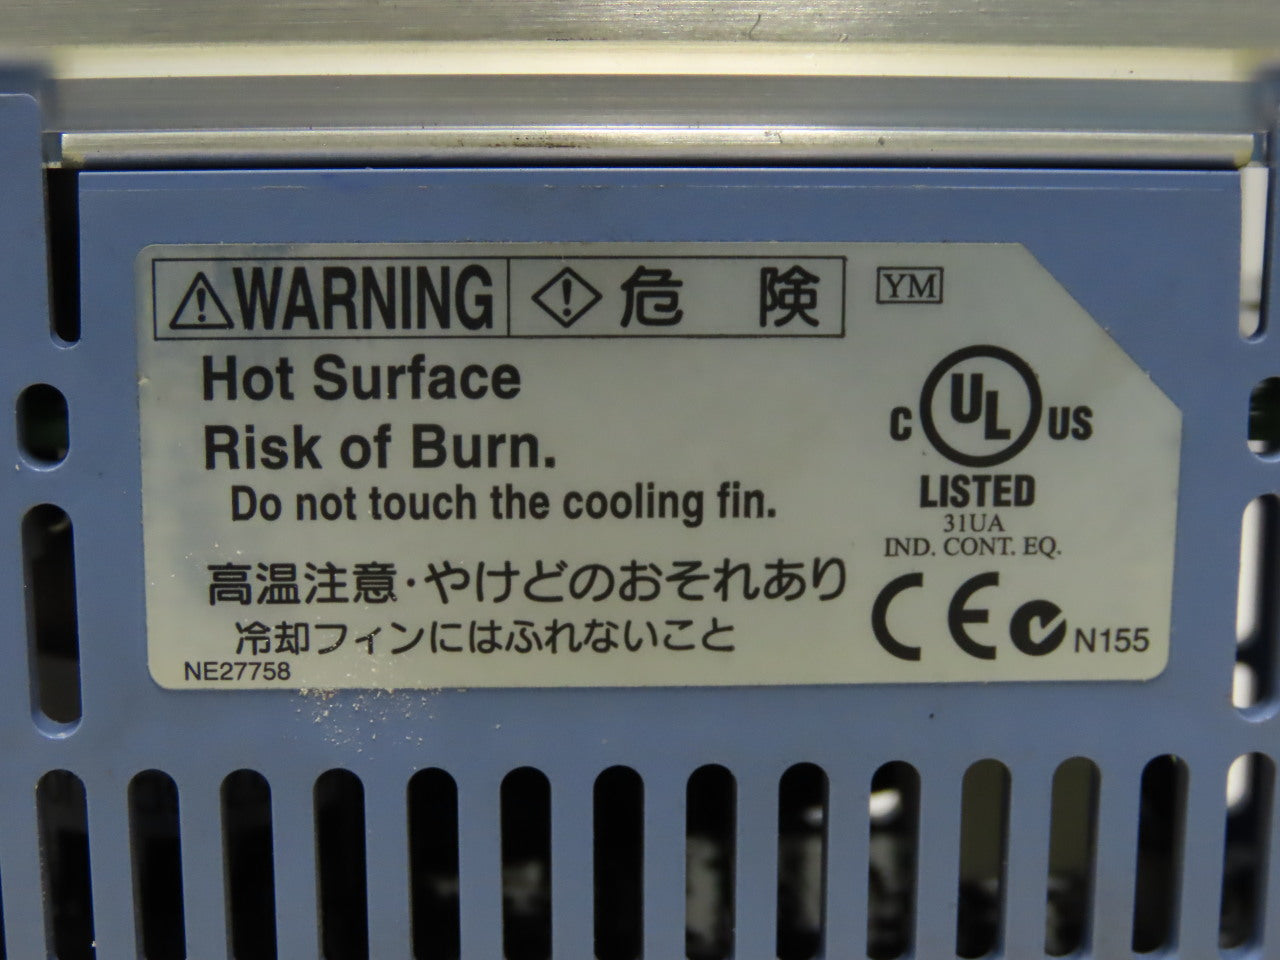 WARNING 危 険 YM
Hot Surface
Risk of Burn.
Do not touch the cooling fin.
高温注意・やけどのおそれあり
冷却フィンにはふれないこと
NE27758
C UL US
LISTED
31UA
IND. CONT. EQ.
CE N155